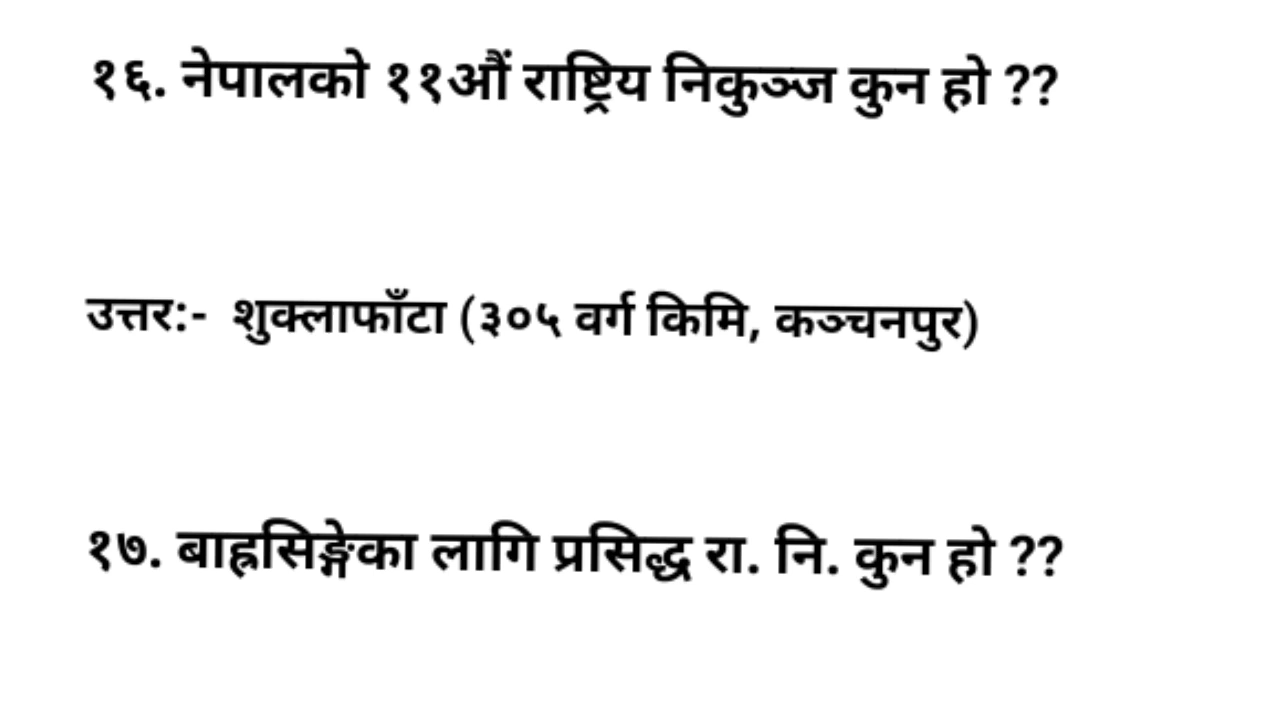 १६. नेपालको ११औं राष्ट्रिय निकुञ्ज कुन हो ??
उत्तर:- शुक्लाफाँटा (३०५ वर्ग किमि, कञ्चनपुर)
१७. बाह्रसिङ्गेका लागि प्रसिद्ध रा. नि. कुन हो ??